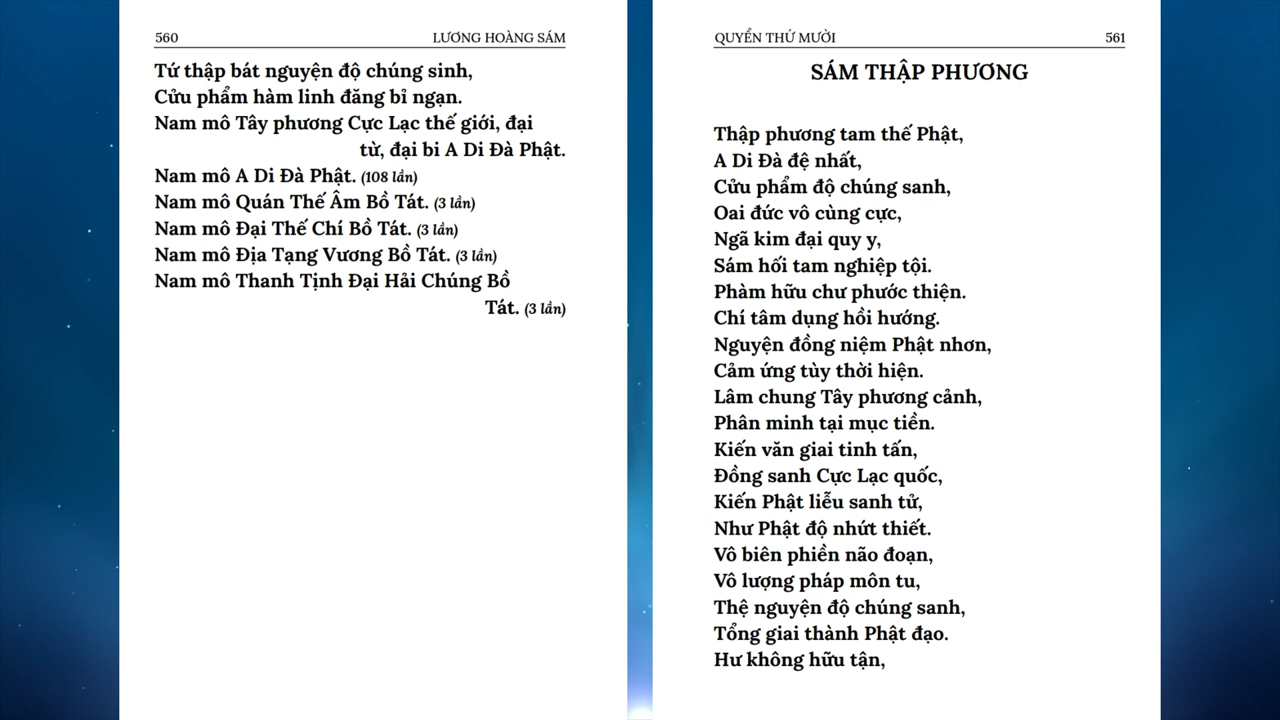 560 LƯƠNG HOÀNG SÁM
Tứ thập bát nguyện độ chúng sinh,
Cửu phẩm hàm linh đăng bỉ ngạn.
Nam mô Tây phương Cực Lạc thế giới, đại
từ, đại bi A Di Đà Phật.
Nam mô A Di Đà Phật. (108 lần)
Nam mô Quán Thế Âm Bồ Tát. (3 lần)
Nam mô Đại Thế Chí Bồ Tát. (3 lần)
Nam mô Địa Tạng Vương Bồ Tát. (3 lần)
Nam mô Thanh Tịnh Đại Hải Chúng Bồ
Tát. (3 lần)
QUYỂN THỨ MƯỜI 561
SÁM THẬP PHƯƠNG
Thập phương tam thế Phật,
A Di Đà đệ nhất,
Cửu phẩm độ chúng sanh,
Oai đức vô cùng cực,
Ngã kim đại quy y,
Sám hối tam nghiệp tội.
Phàm hữu chư phước thiện.
Chí tâm dụng hồi hướng.
Nguyện đồng niệm Phật nhơn,
Cảm ứng tùy thời hiện.
Lâm chung Tây phương cảnh,
Phân minh tại mục tiền.
Kiến văn giai tinh tấn,
Đồng sanh Cực Lạc quốc,
Kiến Phật liễu sanh tử,
Như Phật độ nhứt thiết.
Vô biên phiền não đoạn,
Vô lượng pháp môn tu,
Thệ nguyện độ chúng sanh,
Tổng giai thành Phật đạo.
Hư không hữu tận,